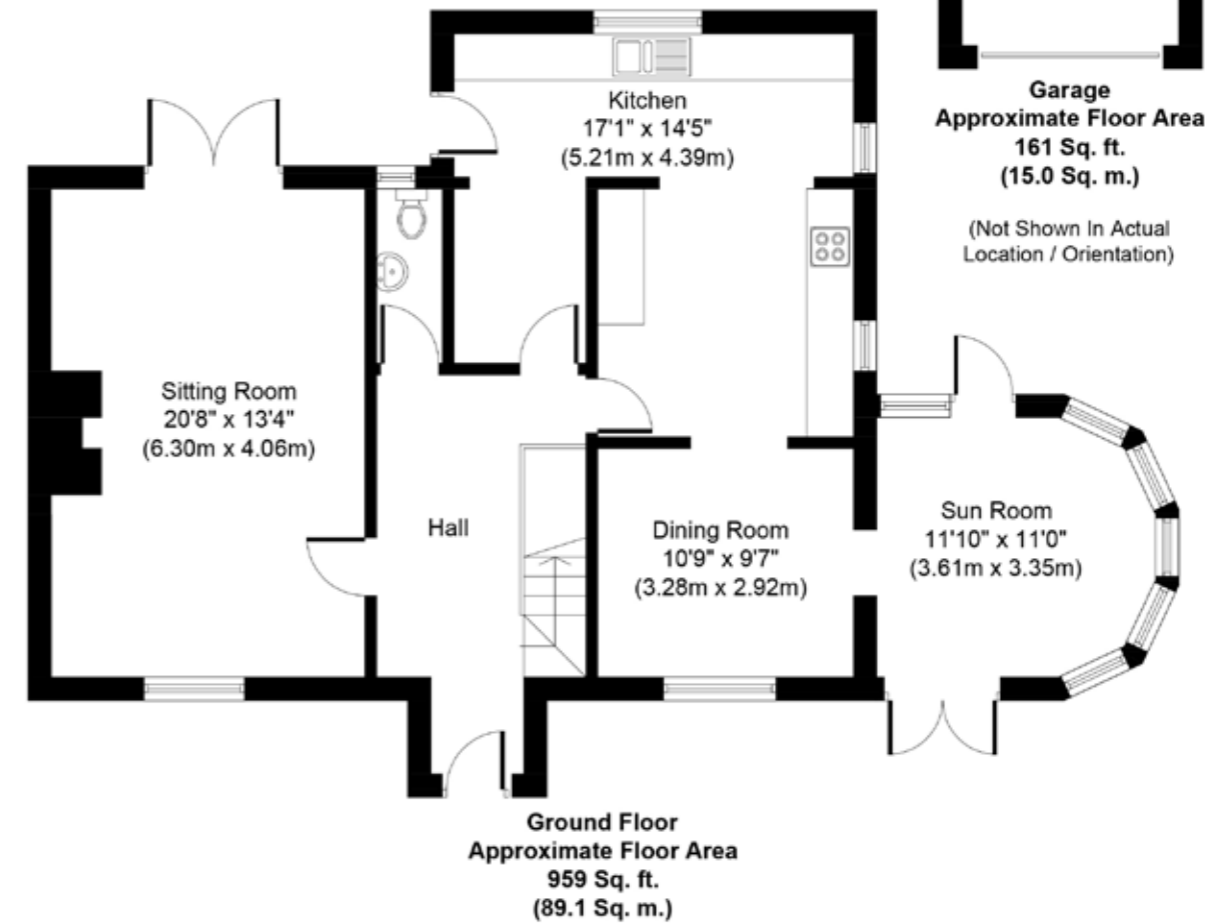 Kitchen
17'1" x 14'5"
(5.21m x 4.39m)
Garage
Approximate Floor Area
161 Sq. ft.
(15.0 Sq. m.)
(Not Shown In Actual
Location / Orientation)
Sitting Room
20'8" x 13'4"
(6.30m x 4.06m)
Hall
Dining Room
10'9" x 9'7"
(3.28m x 2.92m)
Sun Room
11'10" x 11'0"
(3.61m x 3.35m)
Ground Floor
Approximate Floor Area
959 Sq. ft.
(89.1 Sq. m.)